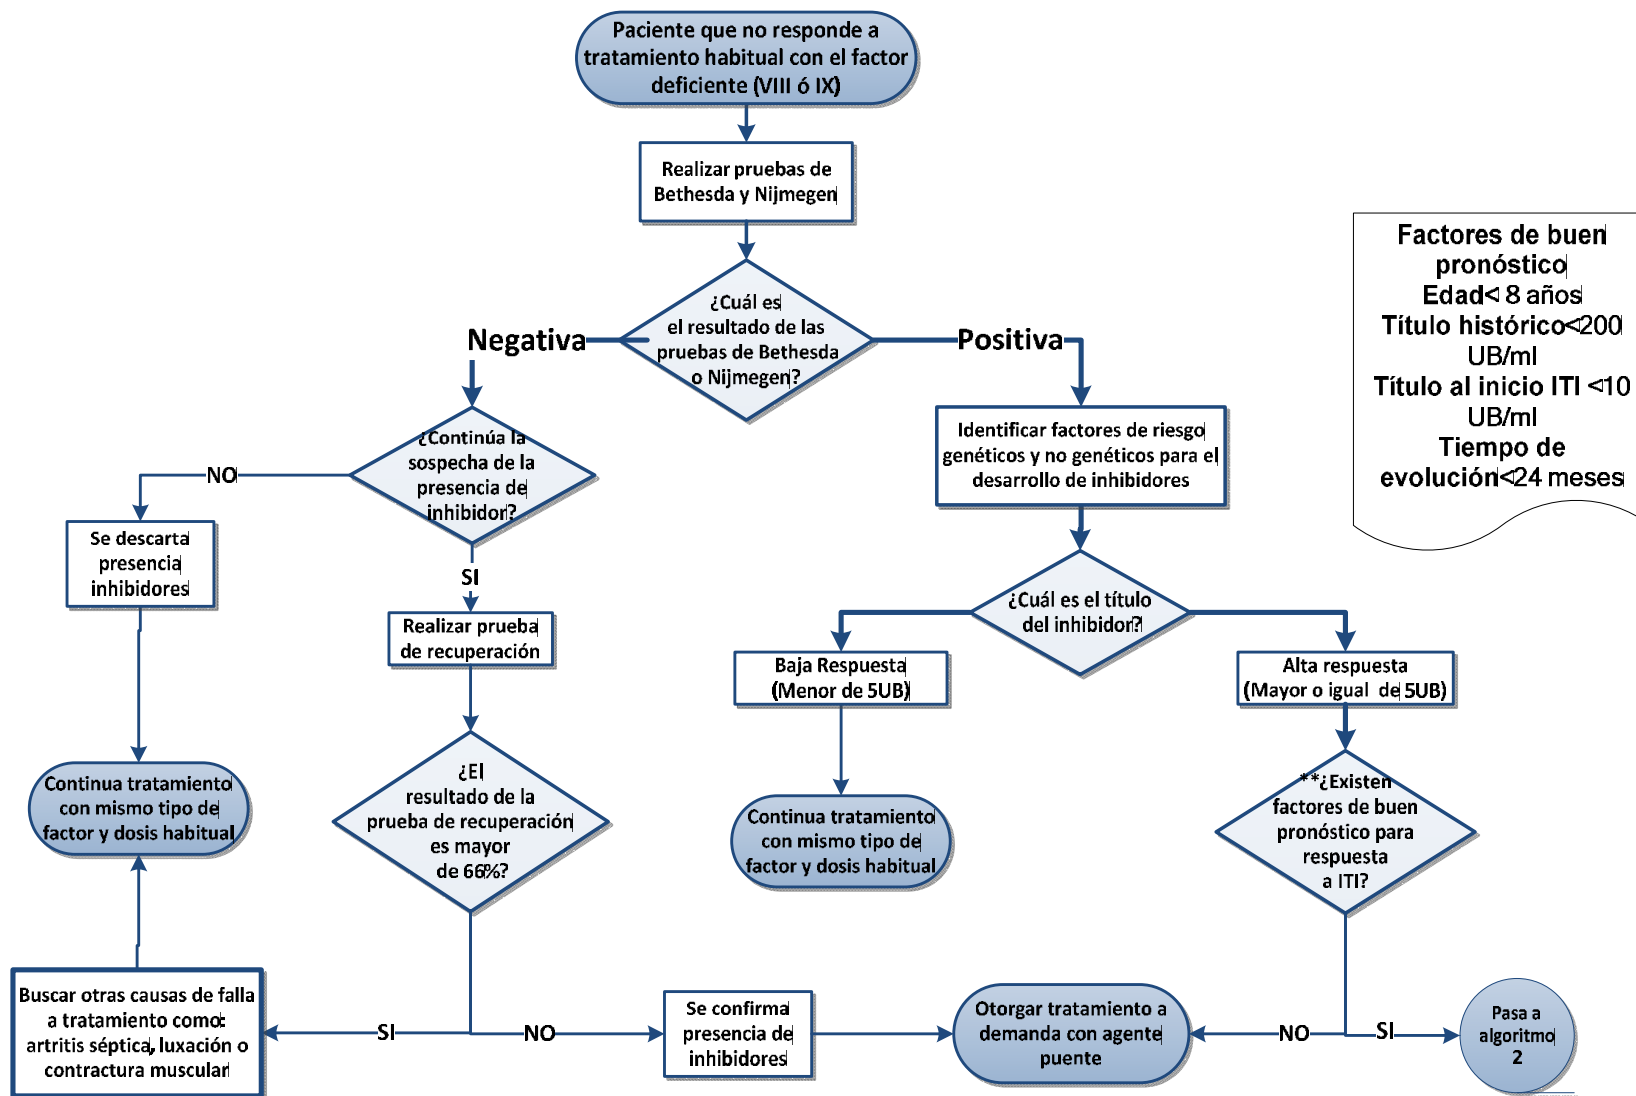 Paciente que no responde a
tratamiento habitual con el factor
deficiente (VIII ó IX)
Realizar pruebas de
Bethesda y Nijmegen
¿Cuál es
el resultado de las
pruebas de Bethesda
o Nijmegen?
Negativa
Positiva
Factores de buen
pronóstico
Edad< 8 años
Título histórico<200
UB/ml
Título al inicio ITI <10
UB/ml
Tiempo de
evolución<24 meses
¿Continúa la
sospecha de la
presencia de
inhibidor?
NO
SI
Se descarta
presencia
inhibidores
Realizar prueba
de recuperación
Identificar factores de riesgo
genéticos y no genéticos para el
desarrollo de inhibidores
¿Cuál es el título
del inhibidor?
Baja Respuesta
(Menor de 5UB)
Alta respuesta
(Mayor o igual de 5UB)
Continua tratamiento
con mismo tipo de
factor y dosis habitual
¿El
resultado de la
prueba de recuperación
es mayor
de 66%?
Continua tratamiento
con mismo tipo de
factor y dosis habitual
**¿Existen
factores de buen
pronóstico para
respuesta
a ITI?
Buscar otras causas de falla
a tratamiento como:
artritis séptica, luxación o
contractura muscular
SI
NO
Se confirma
presencia de
inhibidores
Otorgar tratamiento a
demanda con agente
puente
NO
SI
Pasa a
algoritmo
2